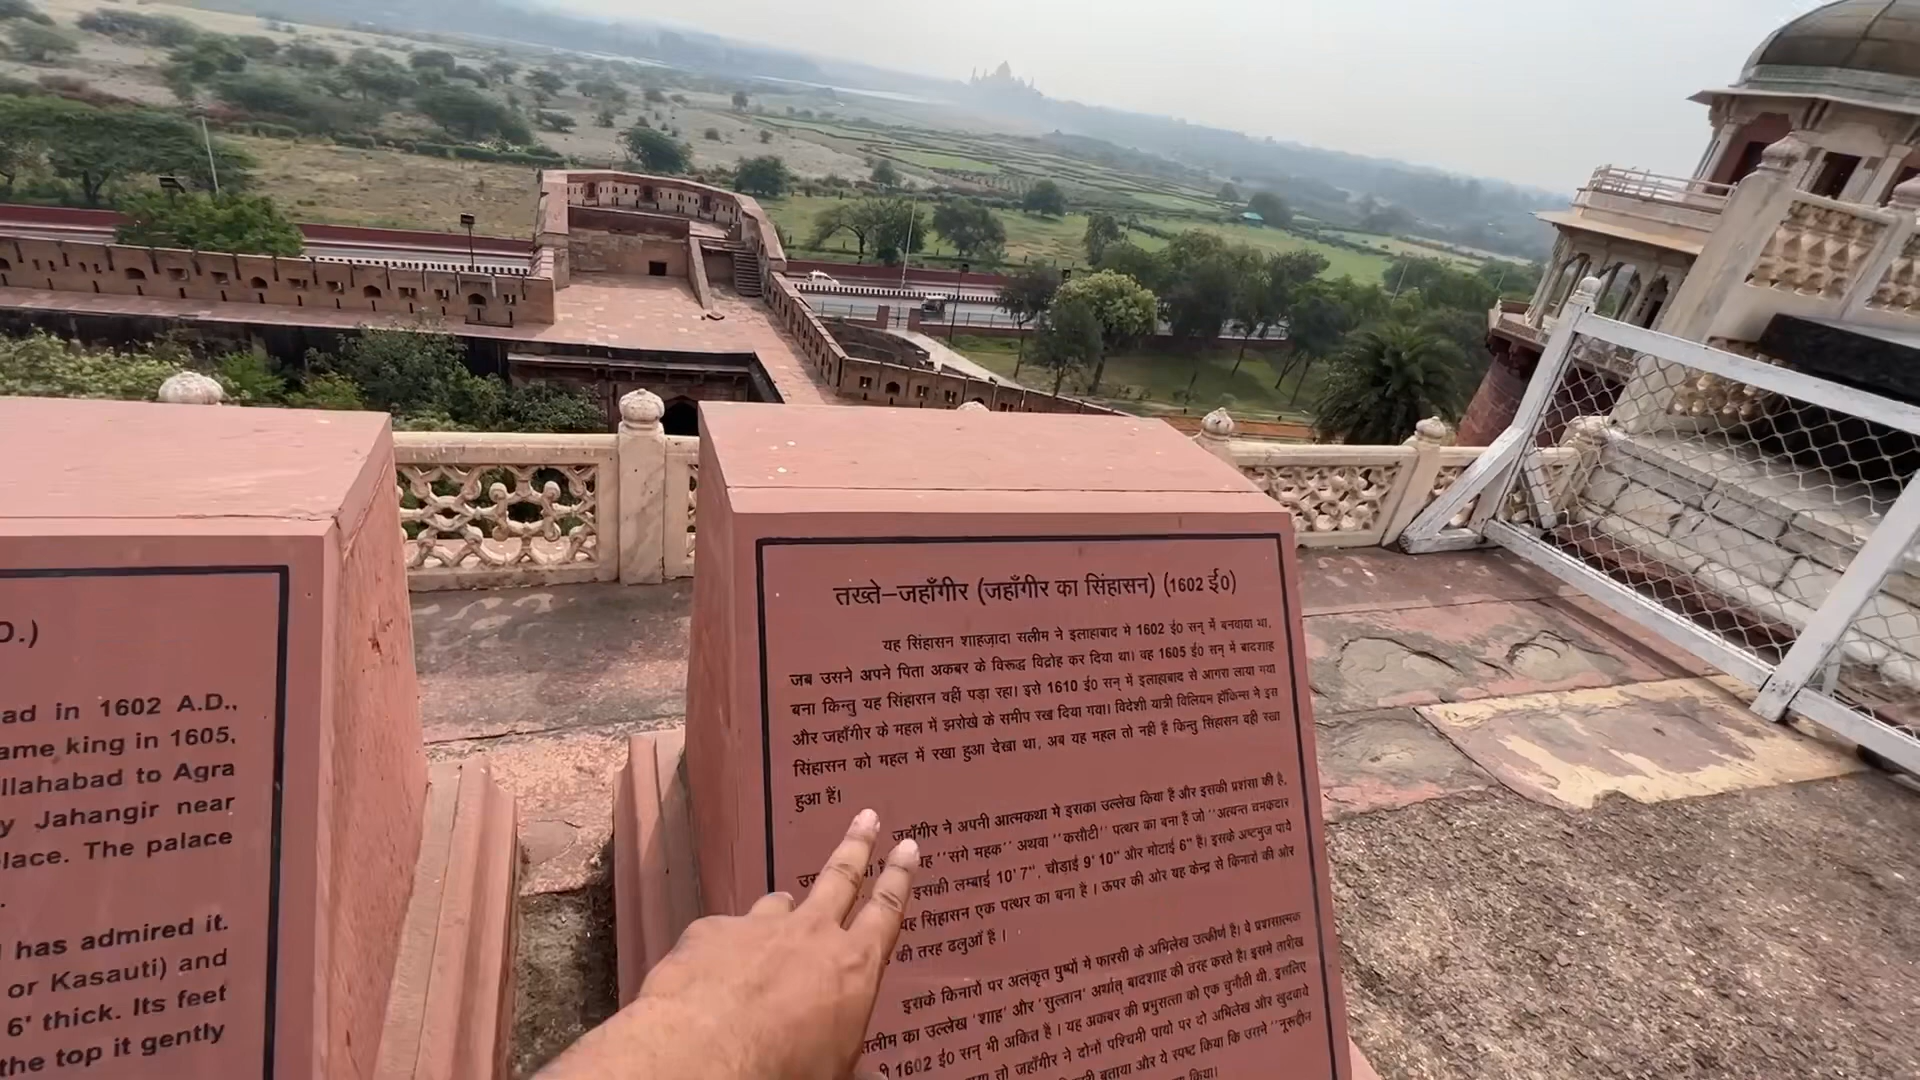 D.)
ad in 1602 A.D.,
ame king in 1605,
llahabad to Agra
y Jahangir near
lace. The palace
has admired it.
or Kasauti) and
6' thick. Its feet
the top it gently
तख्ते–जहाँगीर (जहाँगीर का सिंहासन) (1602 ई0)
यह सिंहासन शाहज़ादा सलीम ने इलाहाबाद मे 1602 ई0 सन् में बनवाया था,
जब उसने अपने पिता अकबर के विरूद्ध विद्रोह कर दिया था। वह 1605 ई0 सन् में बादशाह
बना किन्तु यह सिंहासन वहीं पड़ा रहा। इसे 1610 ई0 सन् में इलाहाबाद से आगरा लाया गया
और जहाँगीर के महल में झरोखे के समीप रख दिया गया। विदेशी यात्री विलियम हॉकिन्स ने इस
सिंहासन को महल में रखा हुआ देखा था, अब यह महल तो नहीं है किन्तु सिंहासन वही रखा
हुआ हैं।
जहाँगीर ने अपनी आत्मकथा मे इसका उल्लेख किया है और इसकी प्रशंसा की है,
यह ''संगे महक'' अथवा ''कसौटी'' पत्थर का बना है जो ''अत्यन्त चमकदार
इसकी लम्बाई 10' 7", चौड़ाई 9' 10" और मोटाई 6" है। इसके अष्टभुज पाये
यह सिंहासन एक पत्थर का बना है । ऊपर की ओर यह केन्द्र से किनारों की ओर
की तरह ढलुआँ है ।
इसके किनारों पर अलंकृत पुष्पों मे फारसी के अभिलेख उत्कीर्ण है। वे प्रशंसात्मक
सलीम का उल्लेख 'शाह' और 'सुल्तान' अर्थात् बादशाह की तरह करते है। इसमे तारीख
1602 ई0 सन् भी अंकित है । यह अकबर की प्रभुसत्ता को एक चुनौती थी, इसलिए
तो जहाँगीर ने दोनों पश्चिमी पायों पर दो अभिलेख और खुदवाये
बताया और ये स्पष्ट किया कि उसने ''नूरूद्दीन
किया।